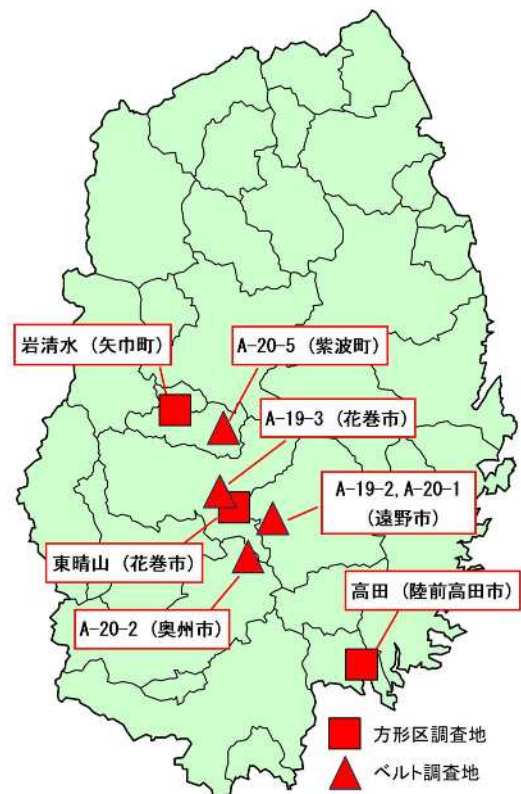 岩清水（矢巾町）
A-20-5（紫波町）
A-19-3（花巻市）
A-19-2, A-20-1
（遠野市）
東晴山（花巻市）
高田（陸前高田市）
A-20-2（奥州市）
方形区調査地
ベルト調査地